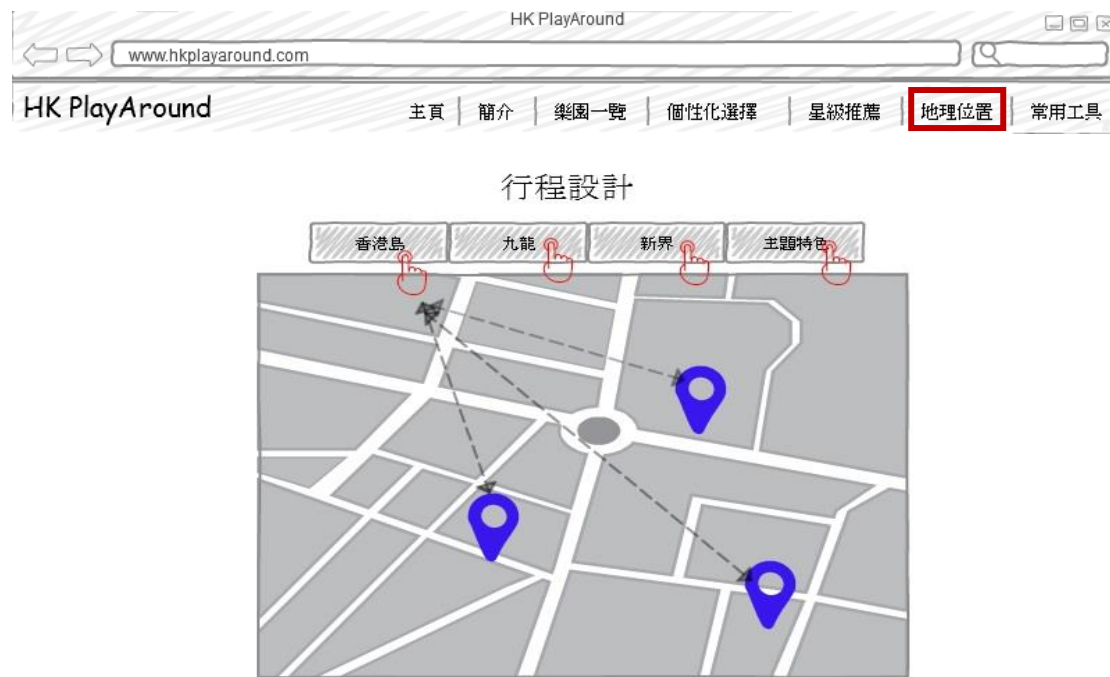 HK PlayAround
www.hkplayaround.com
HK PlayAround 主頁 簡介 樂園一覽 個性化選擇 星級推薦 地理位置 常用工具
行程設計
香港島 九龍 新界 主題特色